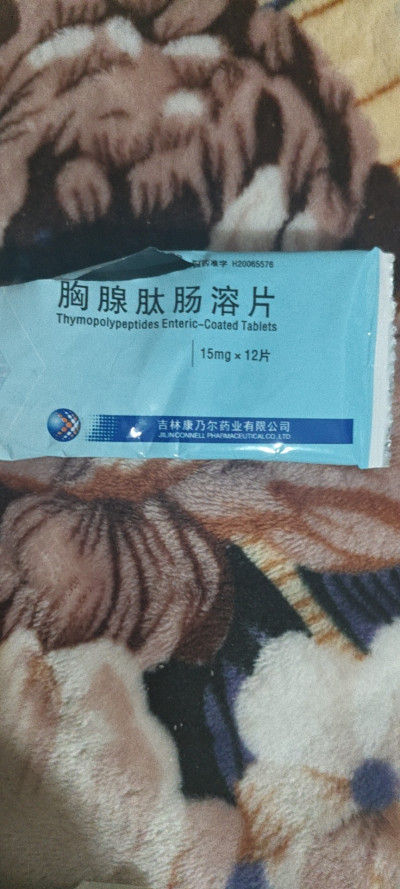 准字 H20065576
胸腺肽肠溶片
Thymopolypeptides Enteric-Coated Tablets
15mg×12片
吉林康乃尔药业有限公司
JILINCONNELL PHARMACEUTICAL CO.,LTD